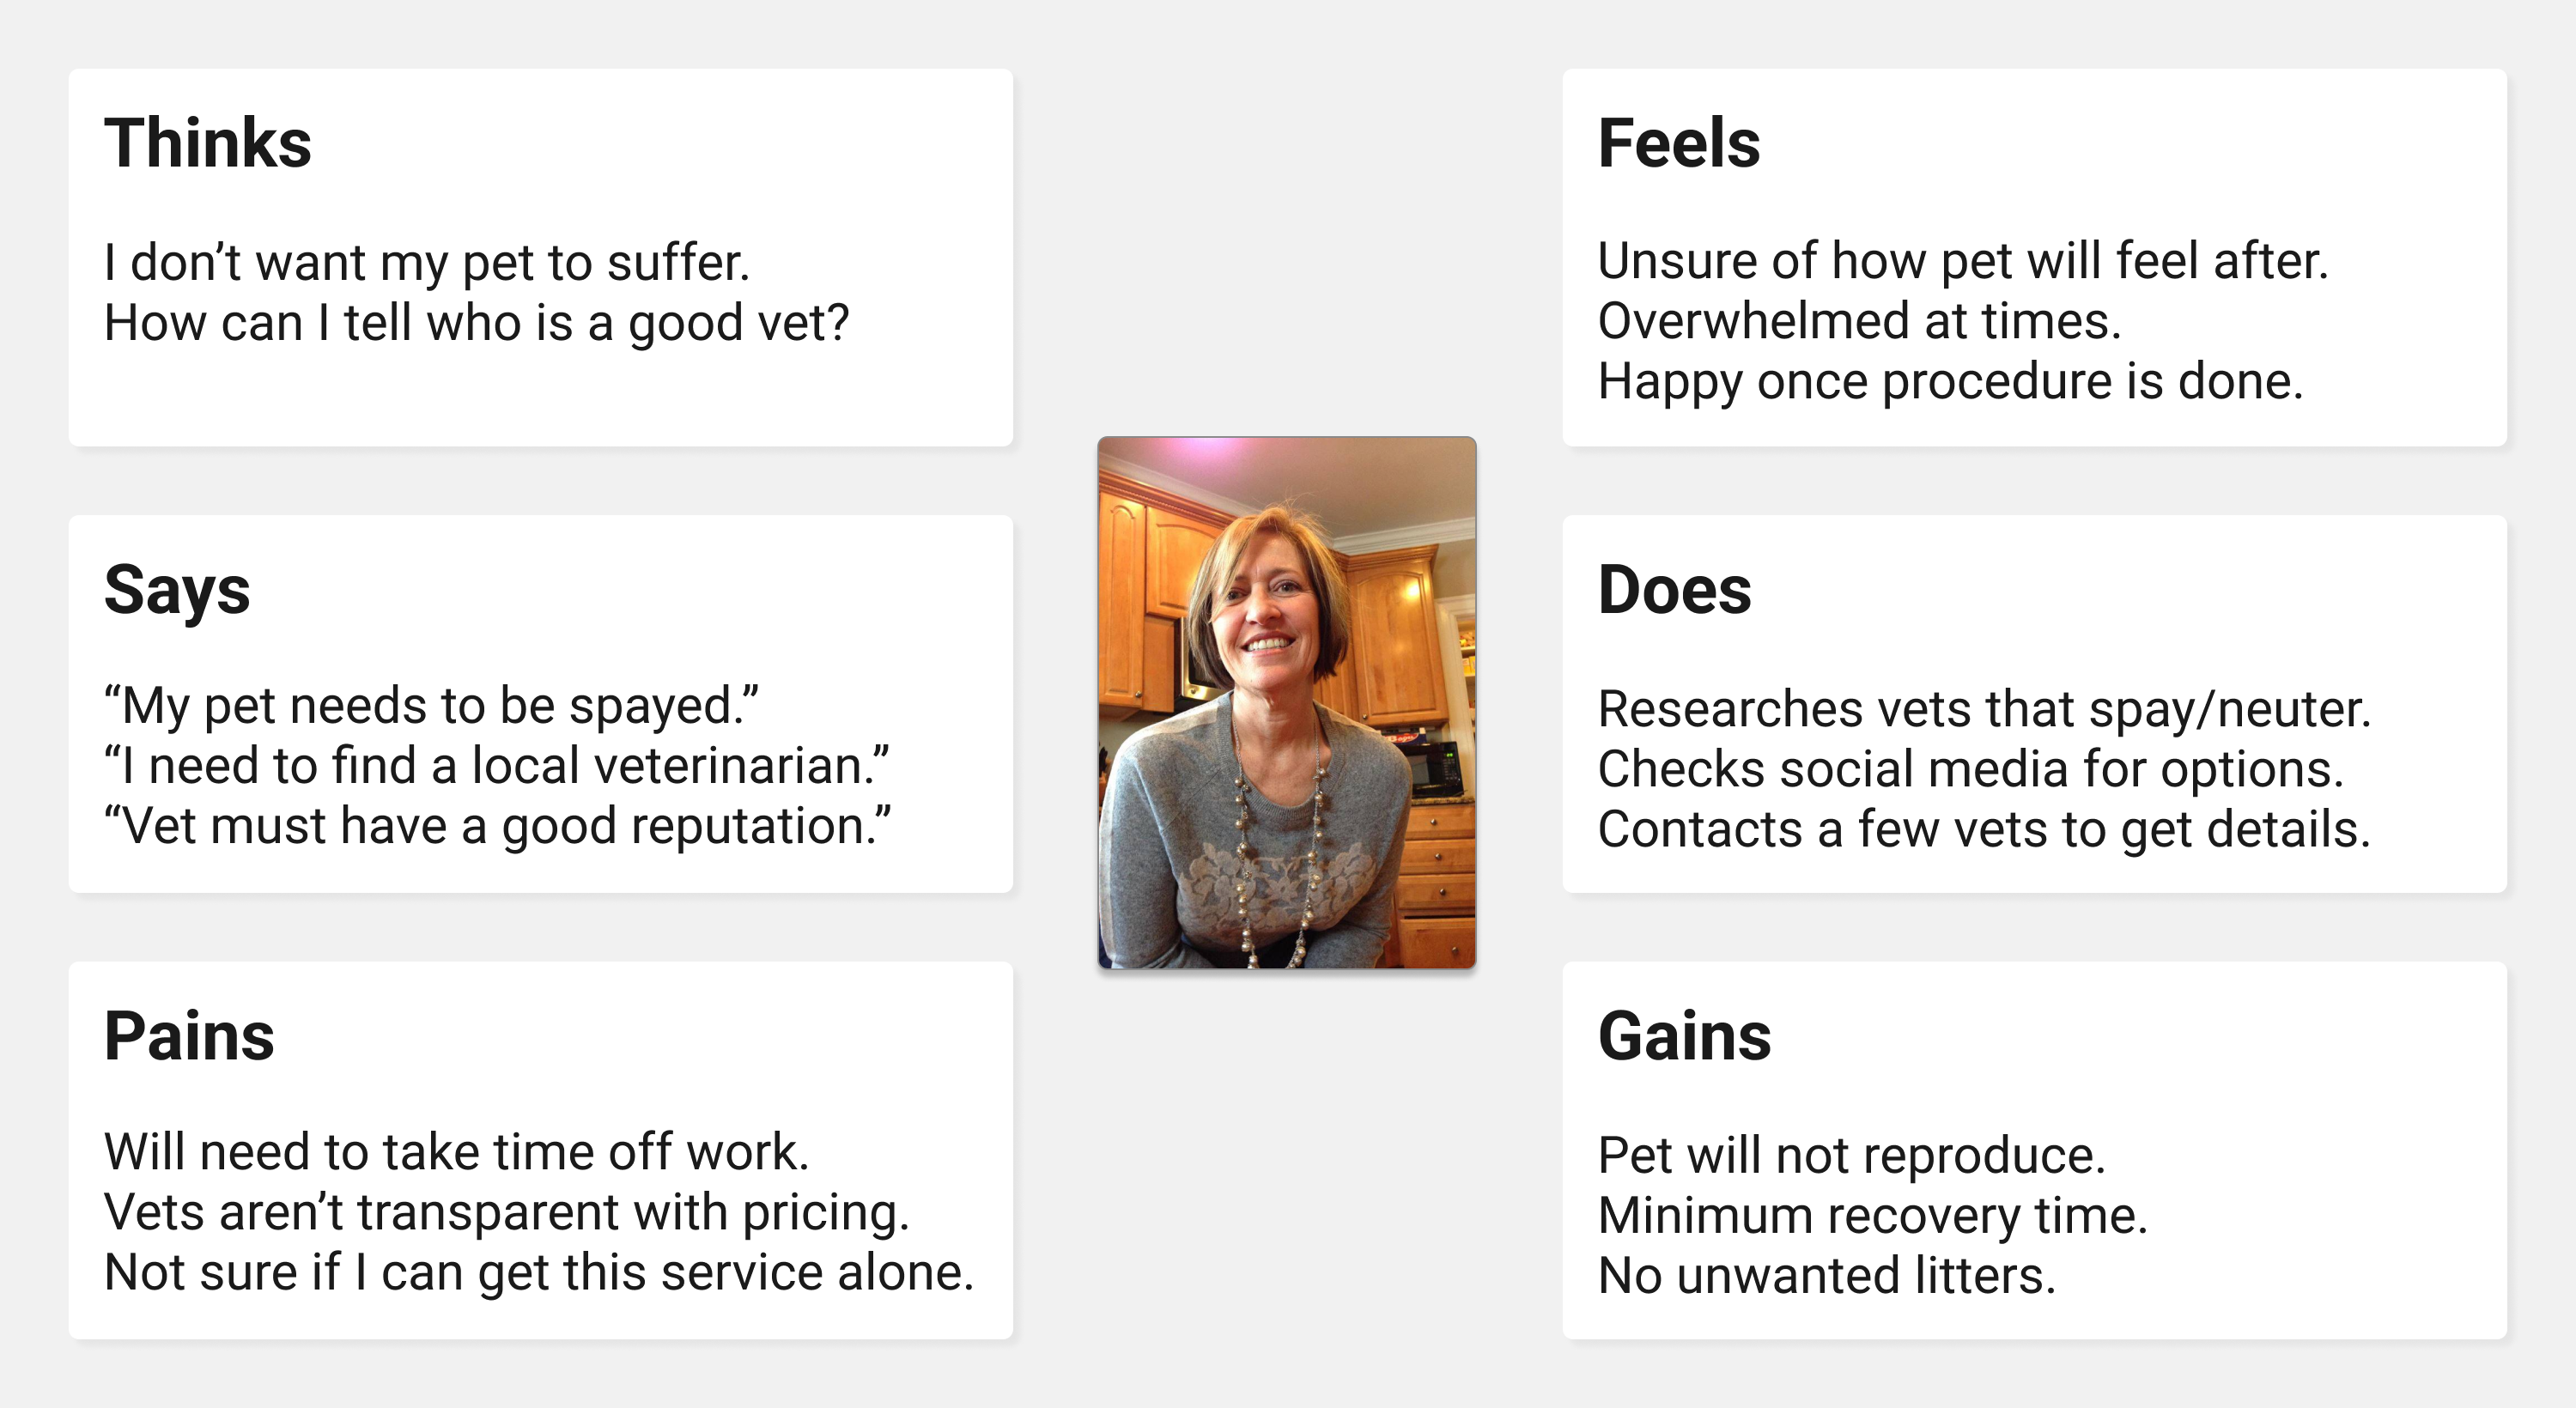 Thinks
I don’t want my pet to suffer.
How can I tell who is a good vet?
Feels
Unsure of how pet will feel after.
Overwhelmed at times.
Happy once procedure is done.
Says
“My pet needs to be spayed.”
“I need to find a local veterinarian.”
“Vet must have a good reputation.”
Does
Researches vets that spay/neuter.
Checks social media for options.
Contacts a few vets to get details.
Pains
Will need to take time off work.
Vets aren’t transparent with pricing.
Not sure if I can get this service alone.
Gains
Pet will not reproduce.
Minimum recovery time.
No unwanted litters.